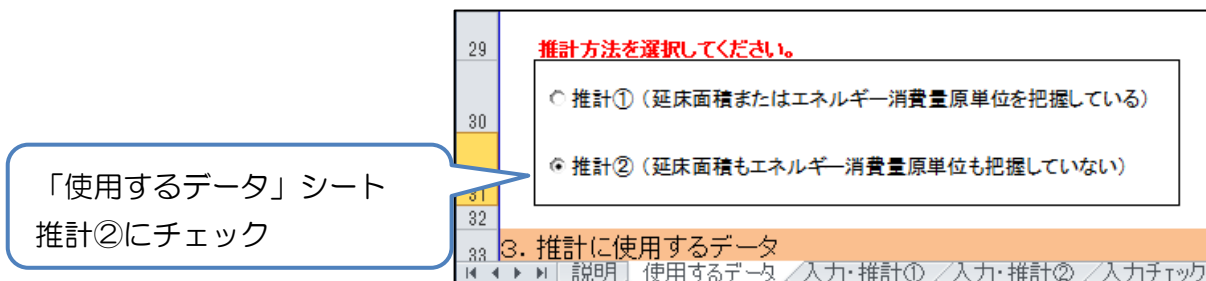 29
推計方法を選択してください。
推計①（延床面積またはエネルギー消費量原単位を把握している）
30
推計②（延床面積もエネルギー消費量原単位も把握していない）
31
「使用するデータ」シート
推計②にチェック
32
33
3. 推計に使用するデータ
説明 使用するデータ 入力・推計① 入力・推計② 入力チェック